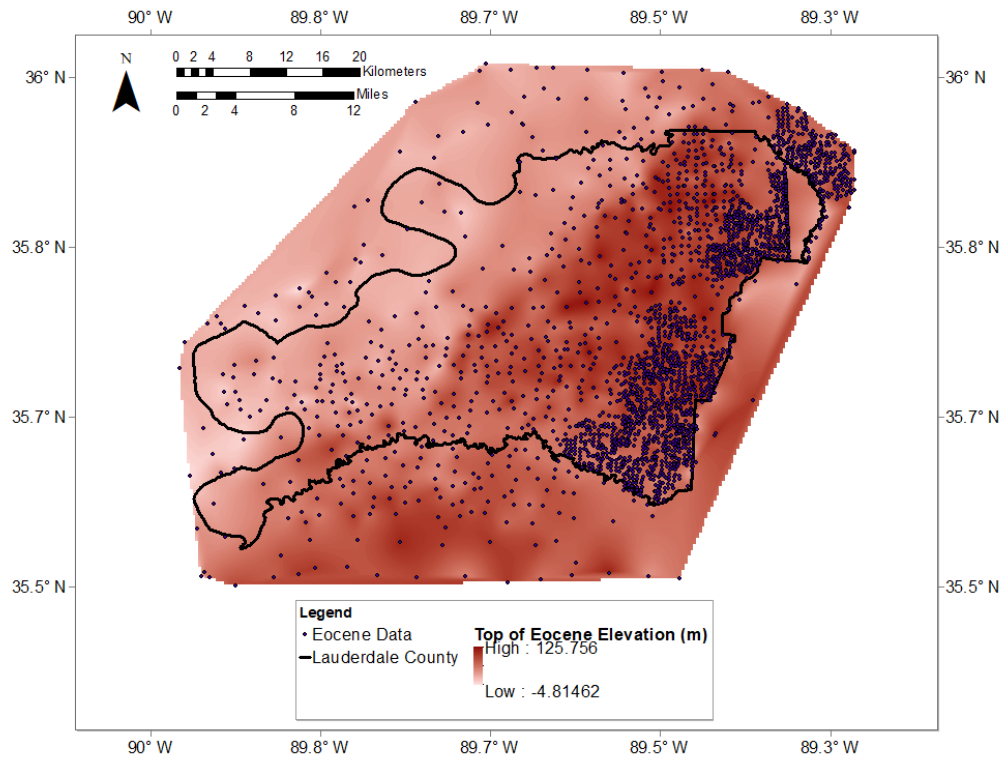 90° W 89.8° W 89.7° W 89.5° W 89.3° W
36° N 36° N
N
0 2 4 8 12 16 20
Kilometers
Miles
0 2 4 8 12
35.8° N 35.8° N
35.7° N 35.7° N
35.5° N 35.5° N
Legend
Eocene Data
Lauderdale County
Top of Eocene Elevation (m)
High : 125.756
Low : -4.81462
90° W 89.8° W 89.7° W 89.5° W 89.3° W